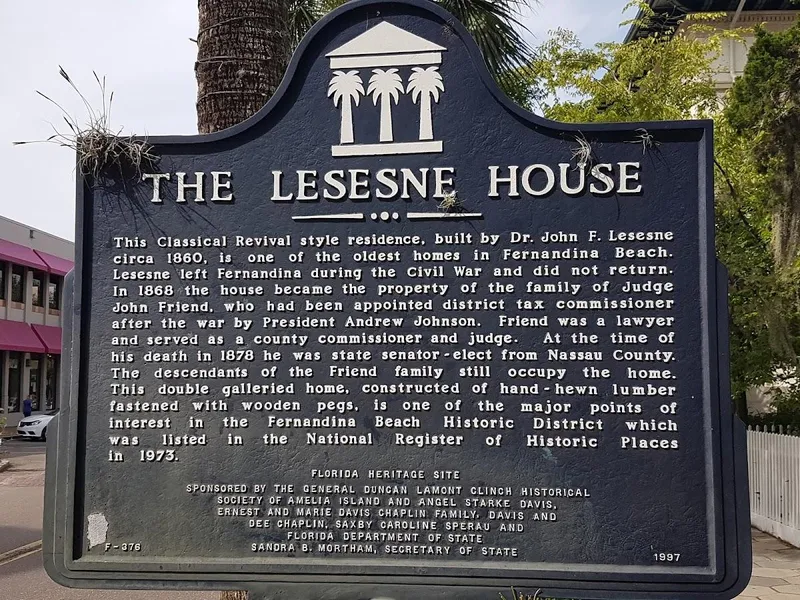 THE LESESNE HOUSE
This Classical Revival style residence, built by Dr. John F. Lesesne
circa 1860, is one of the oldest homes in Fernandina Beach.
Lesesne left Fernandina during the Civil War and did not return.
In 1868 the house became the property of the family of Judge
John Friend, who had been appointed district tax commissioner
after the war by President Andrew Johnson. Friend was a lawyer
and served as a county commissioner and judge. At the time of
his death in 1878 he was state senator-elect from Nassau County.
The descendants of the Friend family still occupy the home.
This double galleried home, constructed of hand-hewn lumber
fastened with wooden pegs, is one of the major points of
interest in the Fernandina Beach Historic District which
was listed in the National Register of Historic Places
in 1973.
FLORIDA HERITAGE SITE
SPONSORED BY THE GENERAL DUNCAN LAMONT CLINCH HISTORICAL
SOCIETY OF AMELIA ISLAND AND ANGEL STARKE DAVIS,
ERNEST AND MARIE DAVIS CHAPLIN FAMILY, DAVIS AND
DEE CHAPLIN, SAXBY CAROLINE SPERAU AND
FLORIDA DEPARTMENT OF STATE
SANDRA B. MORTHAM, SECRETARY OF STATE
F-376
1997